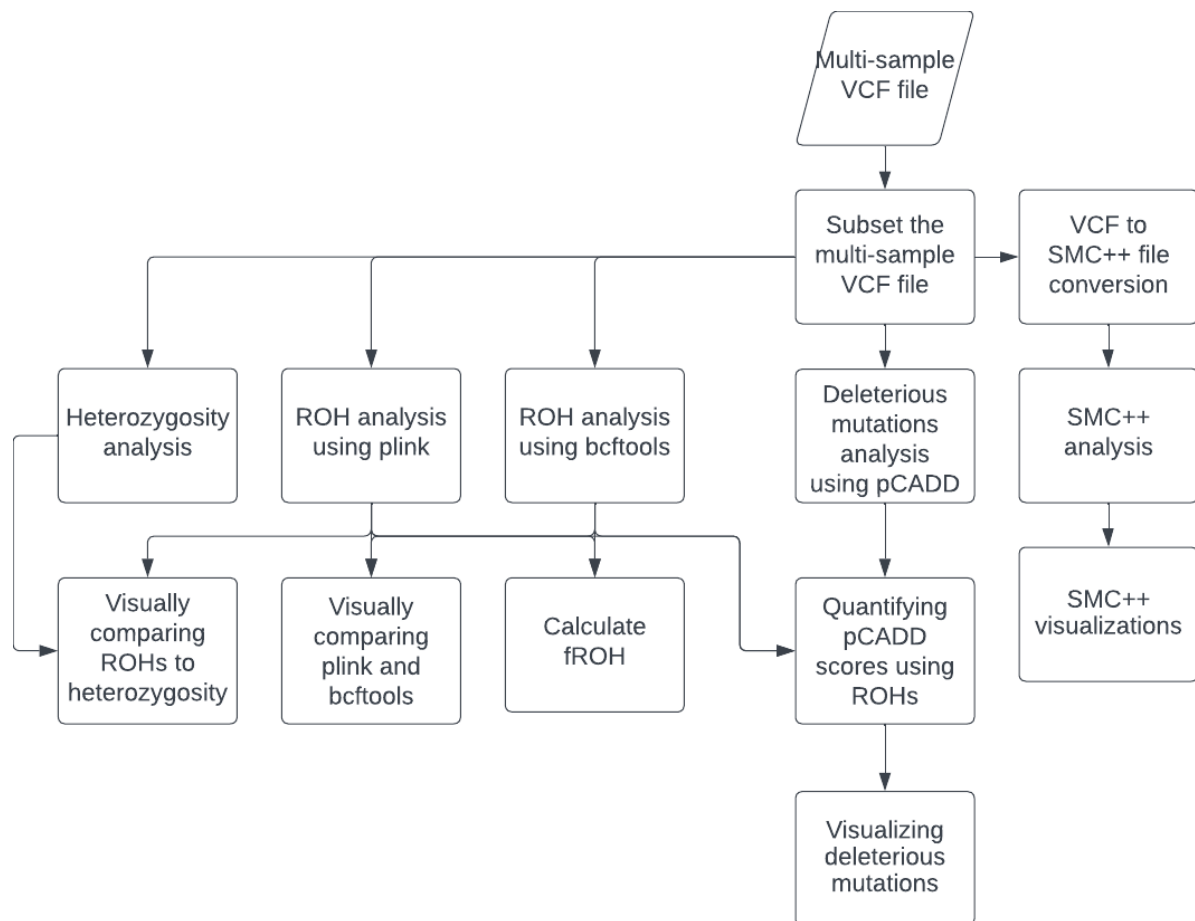 Multi-sample
VCF file
Subset the
multi-sample
VCF file
VCF to
SMC++ file
conversion
Heterozygosity
analysis
ROH analysis
using plink
ROH analysis
using bcftools
Deleterious
mutations
analysis
using pCADD
SMC++
analysis
Visually
comparing
ROHs to
heterozygosity
Visually
comparing
plink and
bcftools
Calculate
fROH
Quantifying
pCADD
scores using
ROHs
SMC++
visualizations
Visualizing
deleterious
mutations